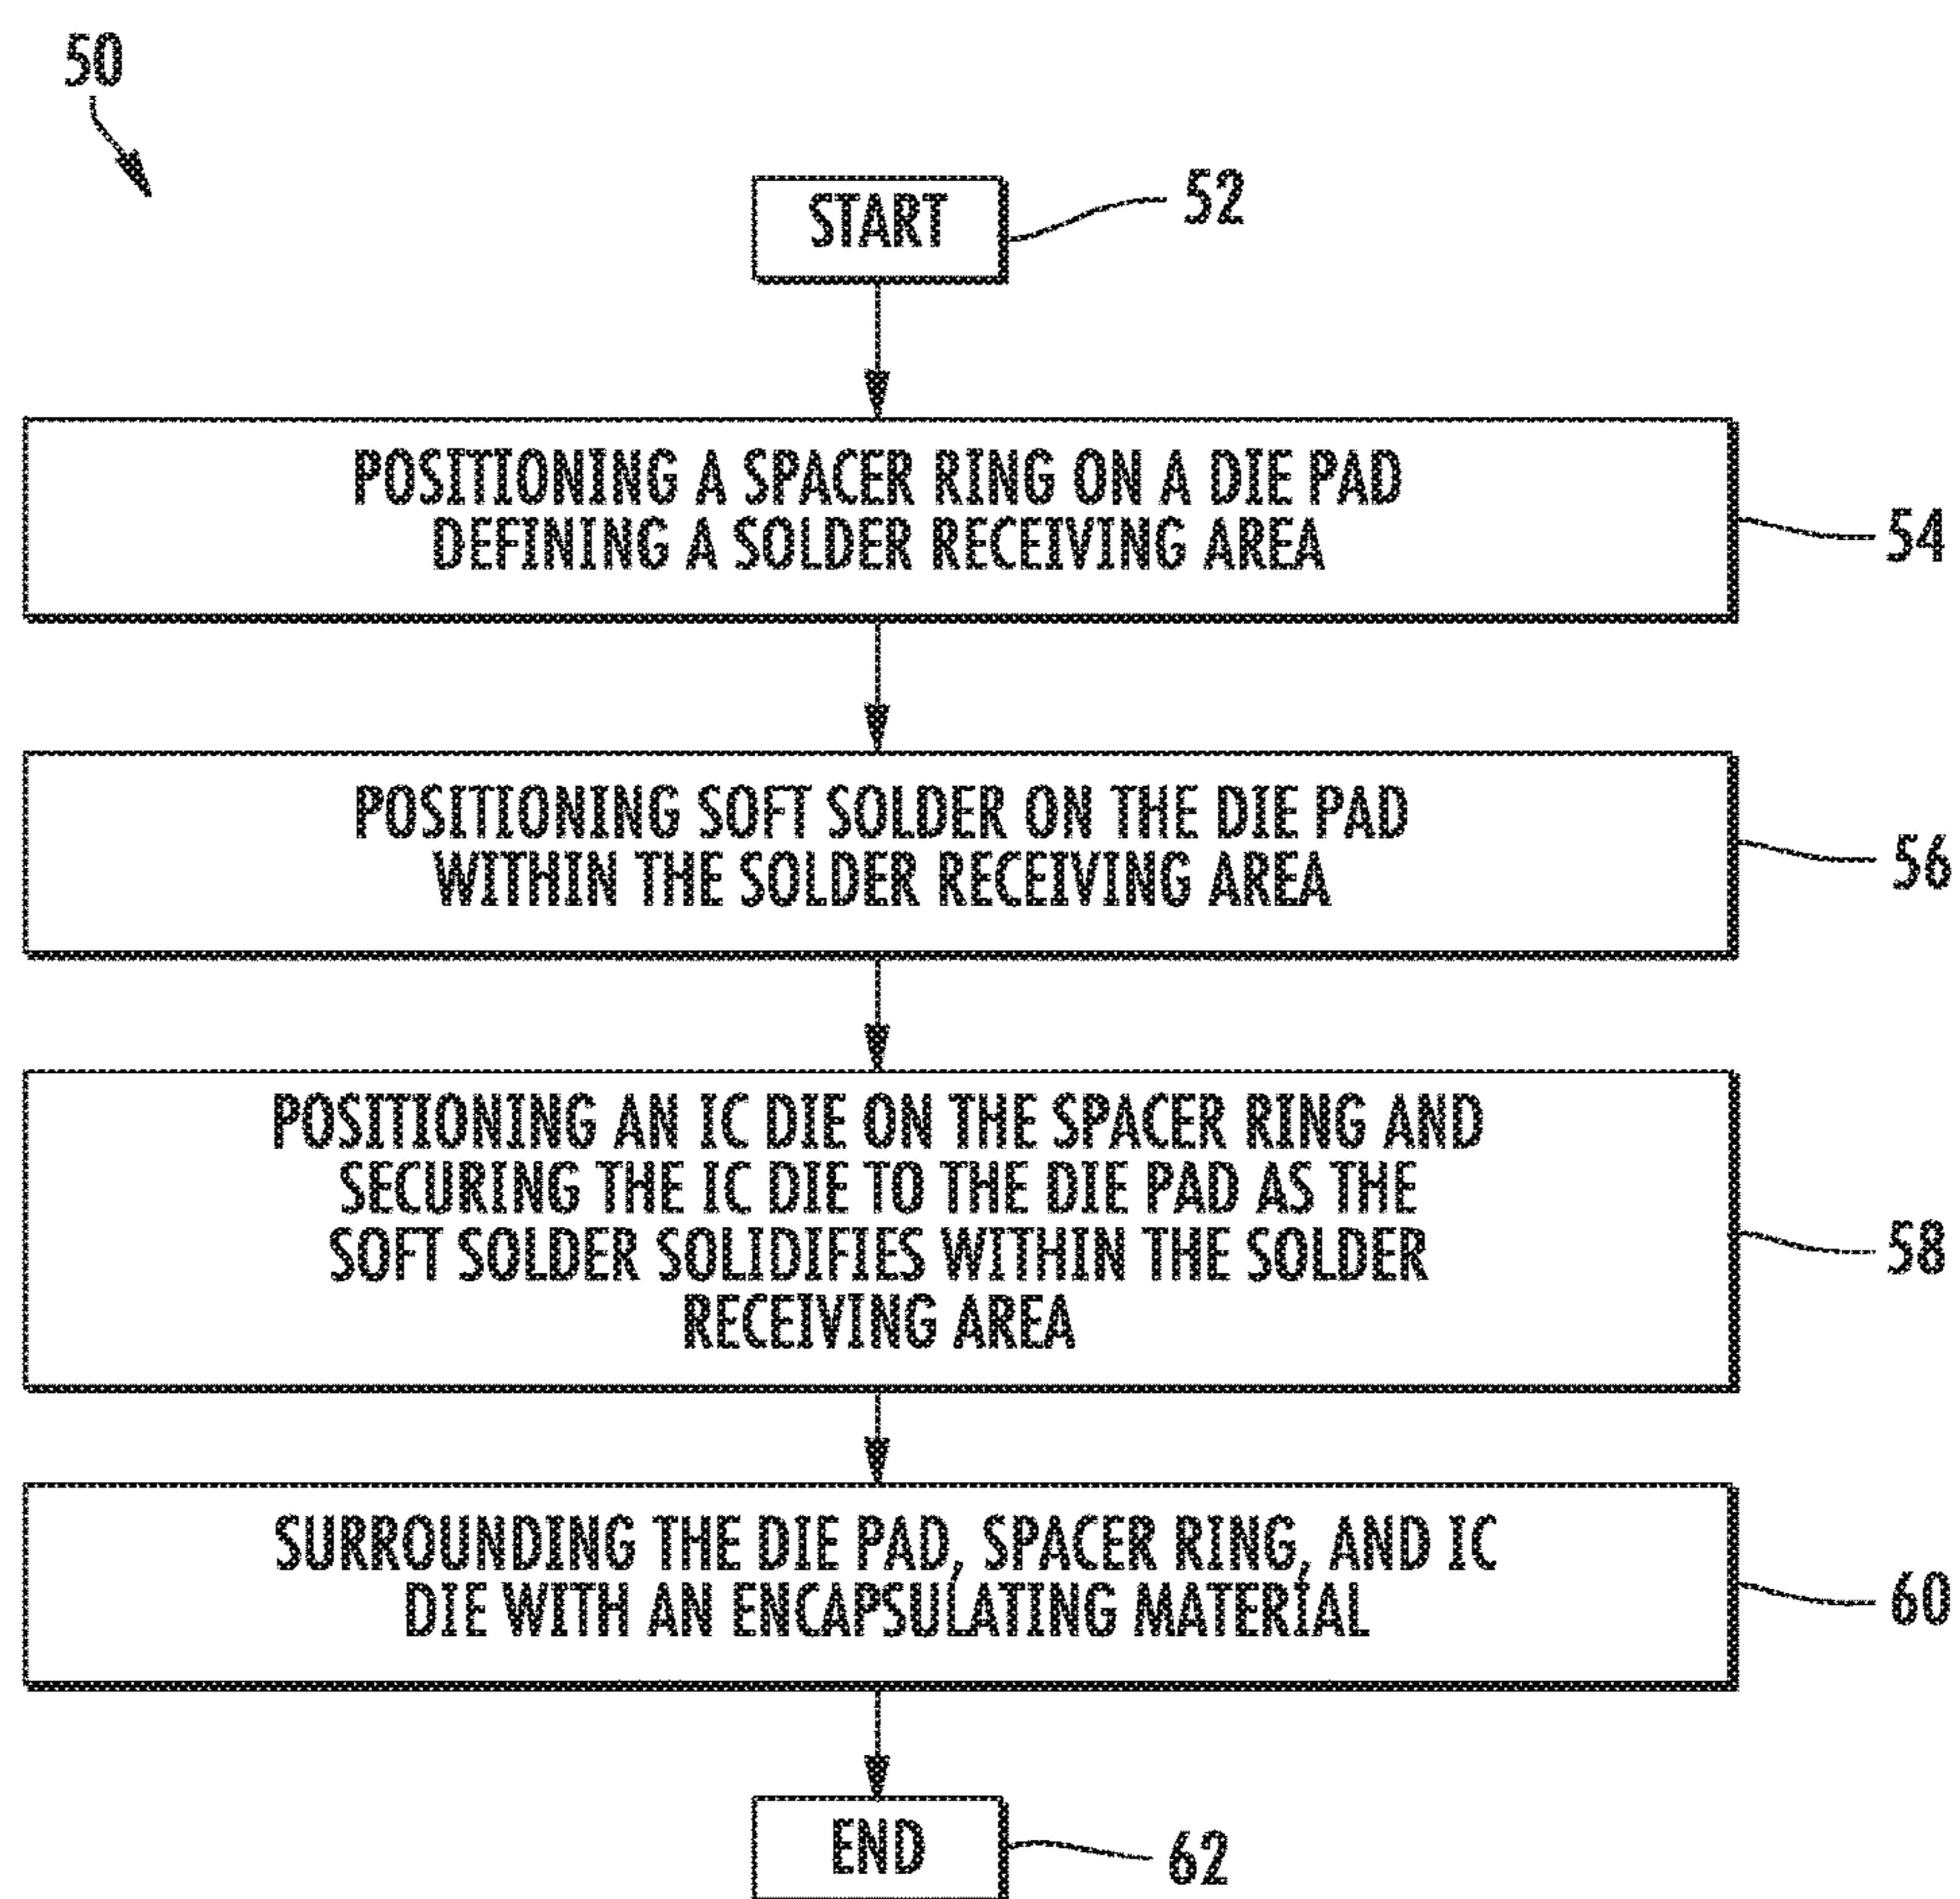 50
START
52
POSITIONING A SPACER RING ON A DIE PAD
DEFINING A SOLDER RECEIVING AREA
54
POSITIONING SOFT SOLDER ON THE DIE PAD
WITHIN THE SOLDER RECEIVING AREA
56
POSITIONING AN IC DIE ON THE SPACER RING AND
SECURING THE IC DIE TO THE DIE PAD AS THE
SOFT SOLDER SOLIDIFIES WITHIN THE SOLDER
RECEIVING AREA
58
SURROUNDING THE DIE PAD, SPACER RING, AND IC
DIE WITH AN ENCAPSULATING MATERIAL
60
END
62